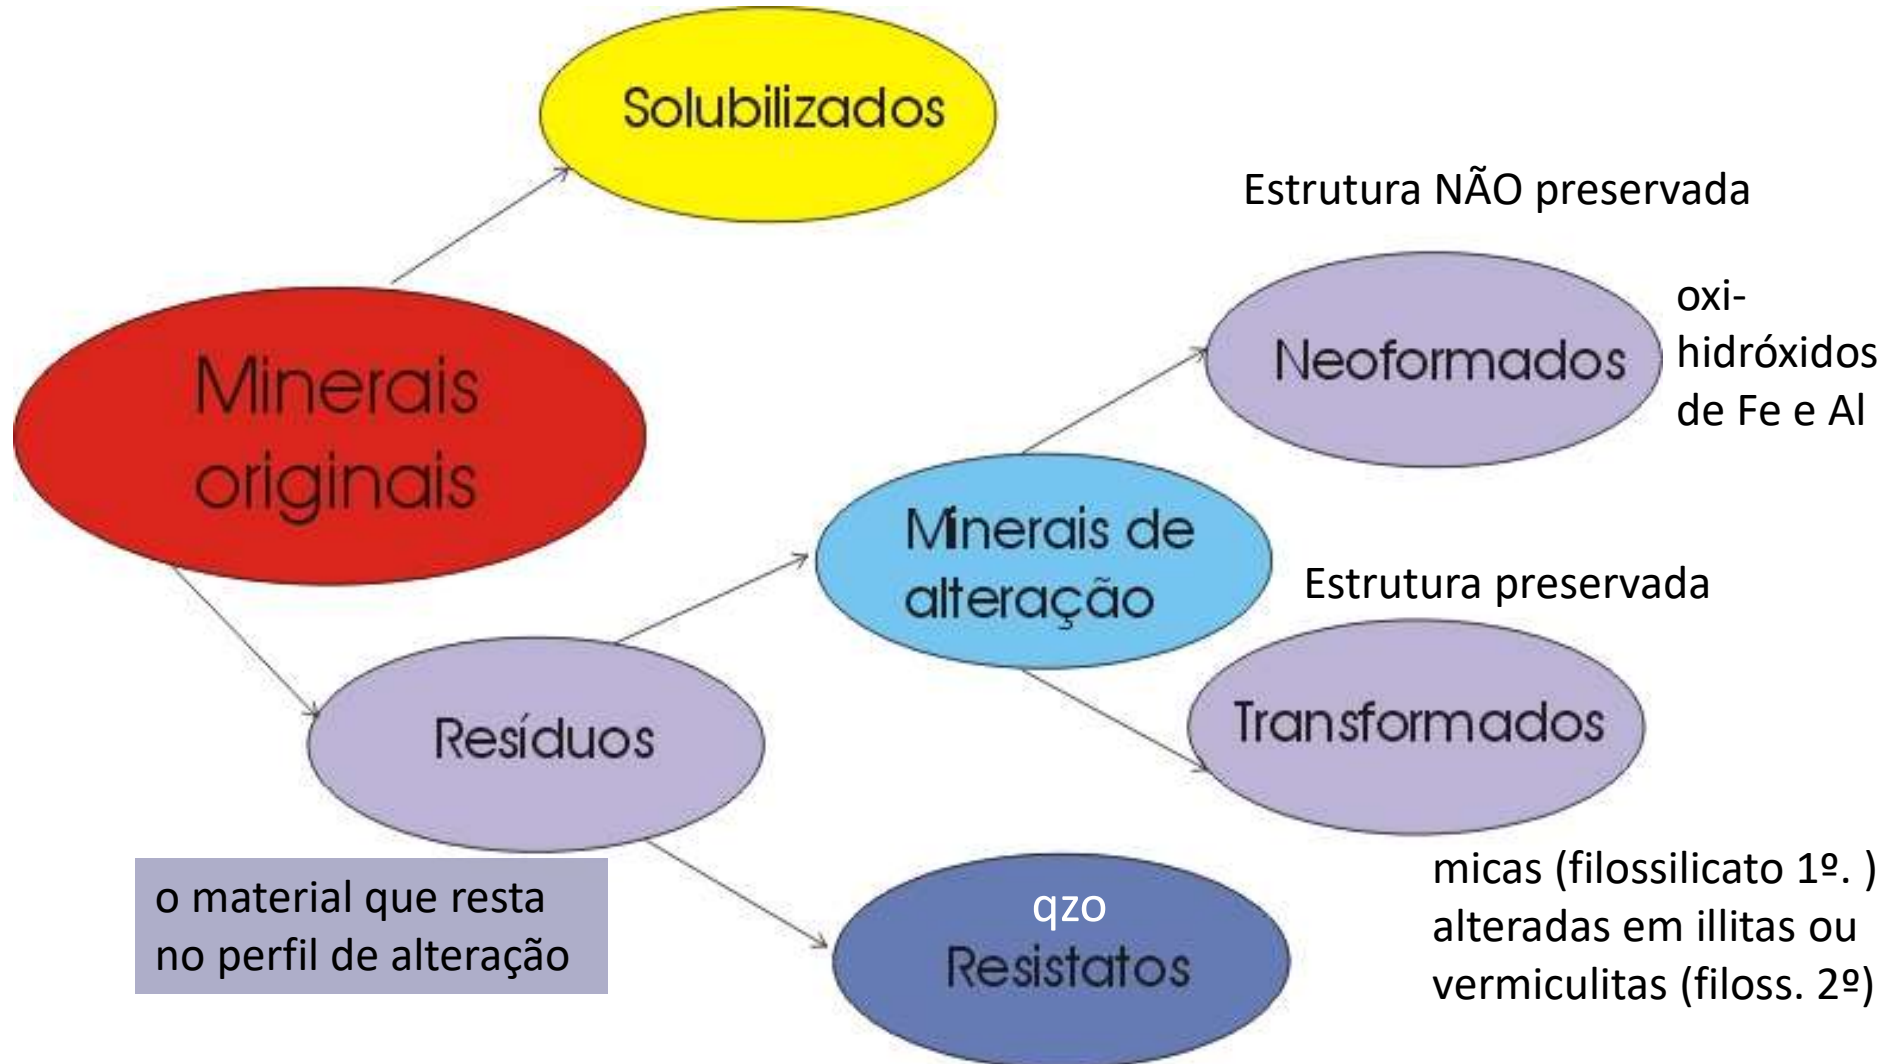 Solubilizados
Estrutura NÃO preservada
Minerais
originais
Neoformados
oxi-
hidróxidos
de Fe e Al
Minerais de
alteração
Estrutura preservada
Resíduos
Transformados
o material que resta
no perfil de alteração
qzo
Resistatos
micas (filossilicato 1º. )
alteradas em illitas ou
vermiculitas (filoss. 2º)